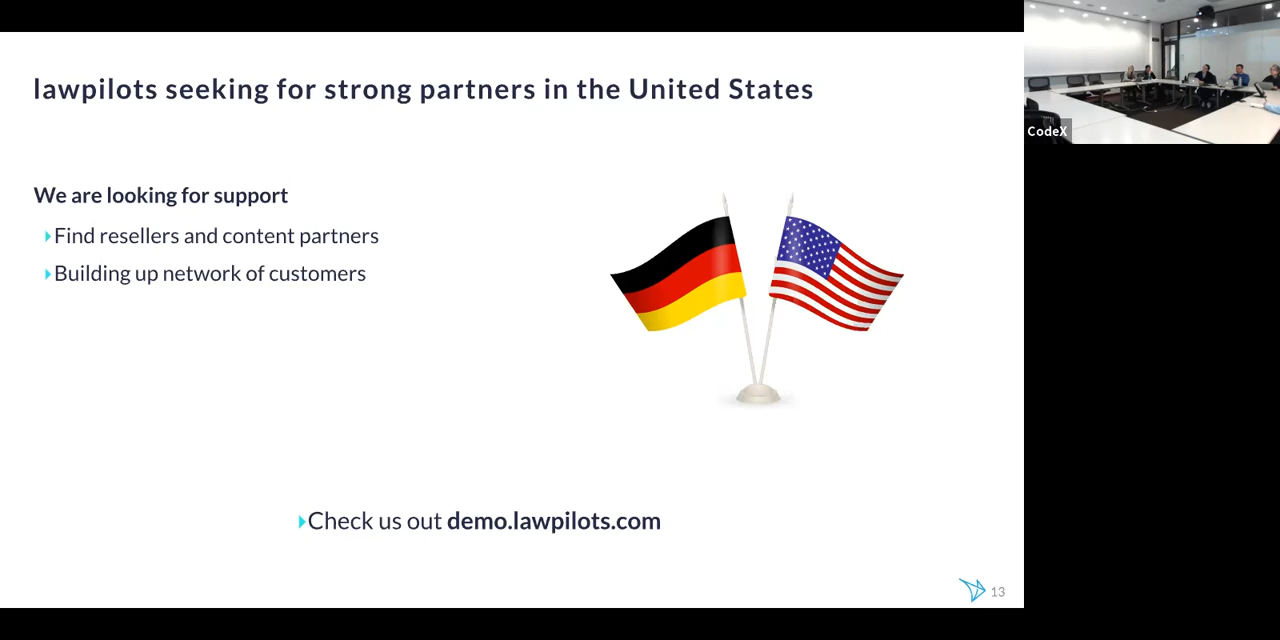 lawpilots seeking for strong partners in the United States
We are looking for support
Find resellers and content partners
Building up network of customers
Check us out demo.lawpilots.com
13
CodeX